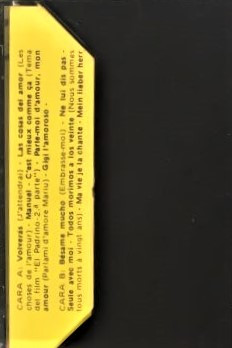 CARA A: Volverás (J'attendrai) - Las cosas del amor (Les
choses de l'amour) - Manuel - C'est mieux comme ça (Tema
del film "El Padrino-2.ª parte") - Parle-moi d'amour, mon
amour (Parlami d'amore Mariu) - Gigi l'amoroso -
CARA B: Bésame mucho (Embrasse-moi) - Ne lui dis pas -
Seule avec moi - Todos morimos a los veinte (Nous sommes
tous morts à vingt ans) - Ma vie je la chante - Mein lieber herr